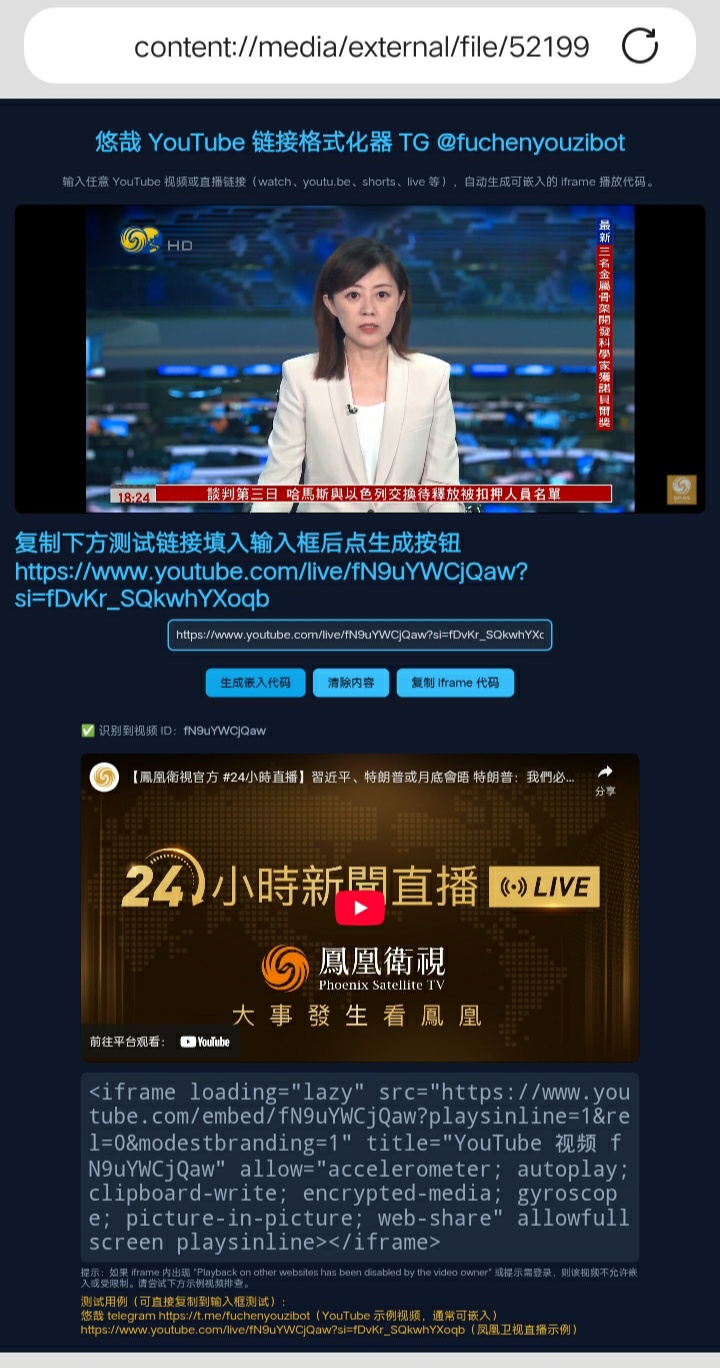 content://media/external/file/52199
悠哉 YouTube 链接格式化器 TG @fuchenyouzibot
输入任意 YouTube 视频或直播链接（watch、youtu.be、shorts、live 等），自动生成可嵌入的 iframe 播放代码。
HD
最新 三名金屬骨架開發科學家獲諾貝爾獎
18:24 談判第三日 哈馬斯與以色列交換待釋放被扣押人員名單
复制下方测试链接填入输入框后点生成按钮
https://www.youtube.com/live/fN9uYWCjQaw?
si=fDvKr_SQkwhYXoqb
https://www.youtube.com/live/fN9uYWCjQaw?si=fDvKr_SQkwhYXc
生成嵌入代码 清除内容 复制 iframe 代码
✅ 识别到视频 ID：fN9uYWCjQaw
【鳳凰衛視官方 #24小時直播】習近平、特朗普或月底會晤 特朗普：我們必...
分享
24小時新聞直播 LIVE
鳳凰衛視
Phoenix Satellite TV
大事發生看鳳凰
前往平台观看： YouTube
<iframe loading="lazy" src="https://www.you
tube.com/embed/fN9uYWCjQaw?playsinline=1&re
l=0&modestbranding=1" title="YouTube 视频 f
N9uYWCjQaw" allow="accelerometer; autoplay;
clipboard-write; encrypted-media; gyroscop
e; picture-in-picture; web-share" allowfull
screen playsinline></iframe>
提示：如果 iframe 内出现 "Playback on other websites has been disabled by the video owner" 或提示需登录，则该视频不允许嵌
入或受限制。请尝试下方示例视频排查。
测试用例（可直接复制到输入框测试）：
悠哉 telegram https://t.me/fuchenyouzibot（YouTube 示例视频，通常可嵌入）
https://www.youtube.com/live/fN9uYWCjQaw?si=fDvKr_SQkwhYXoqb（凤凰卫视直播示例）